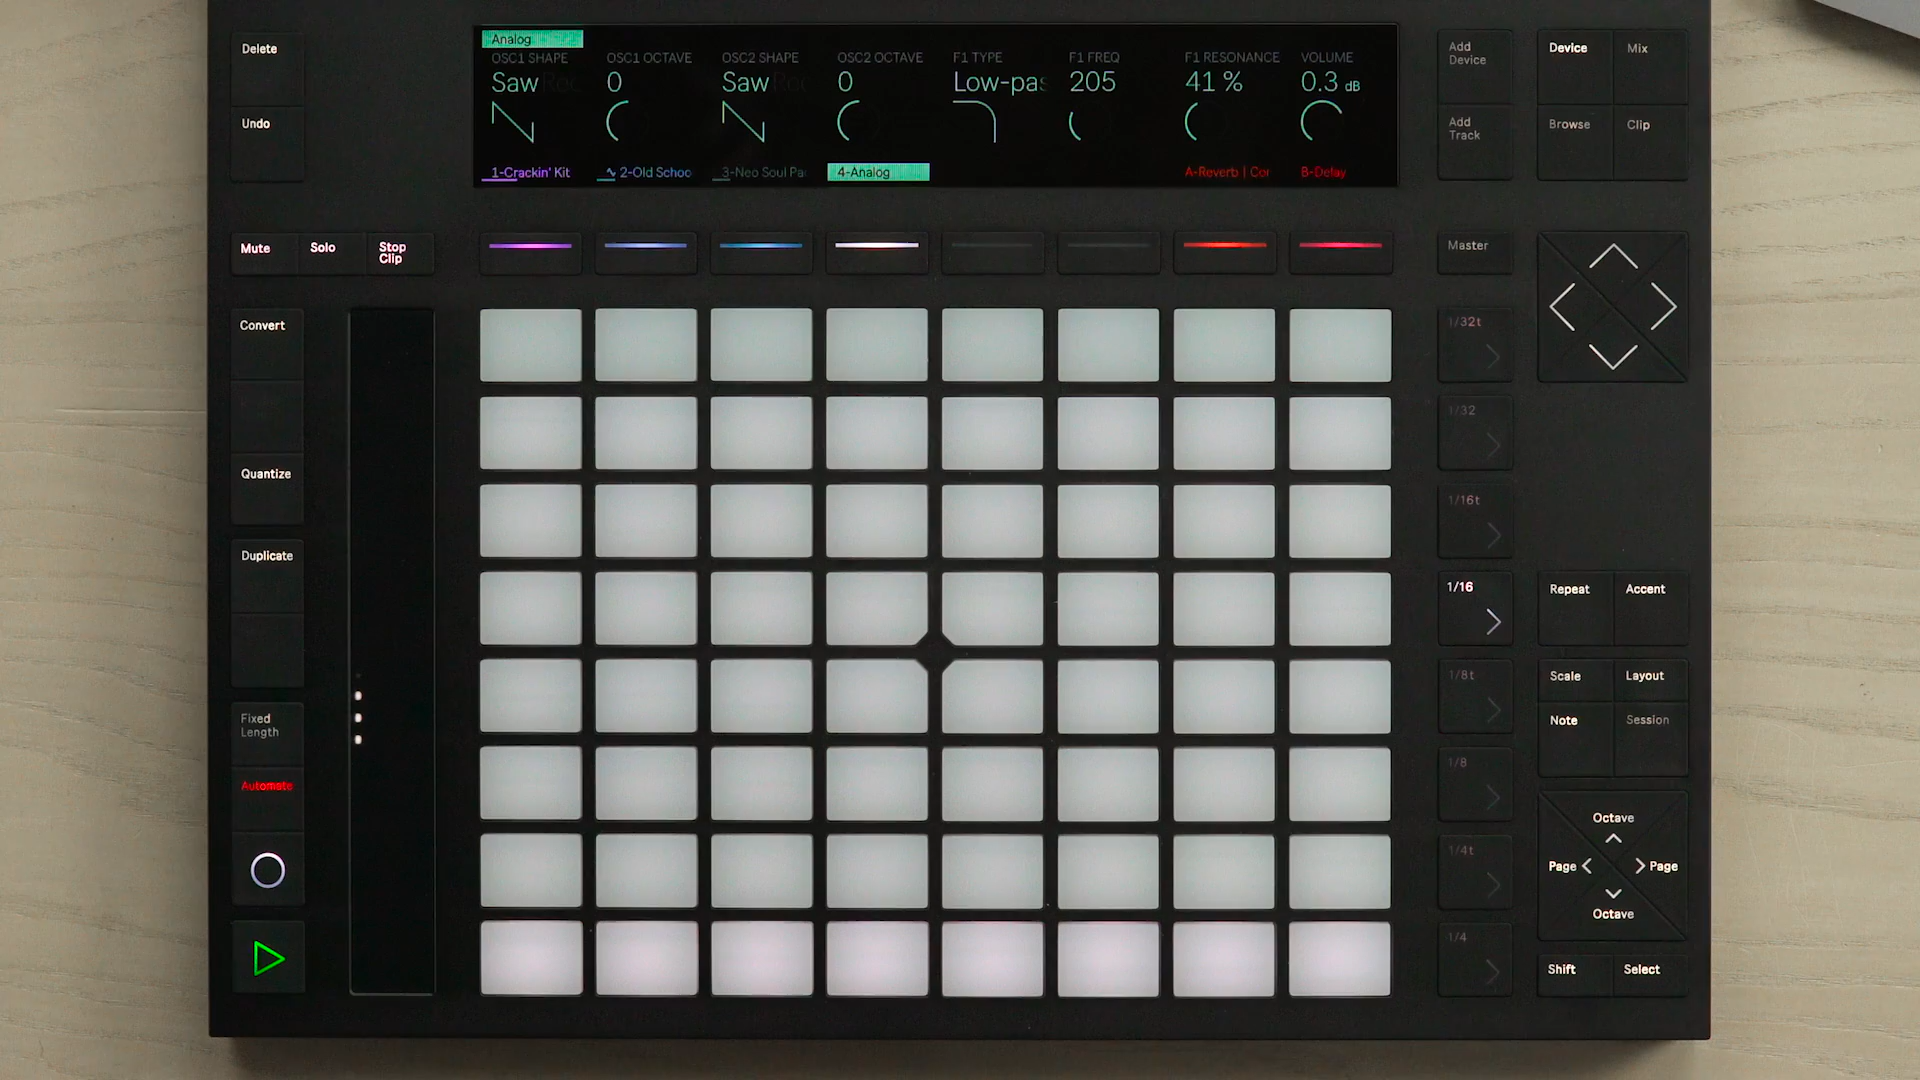 Delete
Undo
Analog
OSC1 SHAPE OSC1 OCTAVE OSC2 SHAPE OSC2 OCTAVE F1 TYPE F1 FREQ F1 RESONANCE VOLUME
Saw 0 Saw 0 Low-pas 205 41 % 0.3 dB
1-Crackin' Kit 2-Old Schoo 3-Neo Soul Pa 4-Analog A-Reverb | Cor B-Delay
Add
Device
Add
Track
Device Mix
Browse Clip
Mute Solo Stop
Clip
Master
Convert
Quantize
Duplicate
Fixed
Length
Automate
1/32t
1/32
1/16t
1/16
1/8t
1/8
1/4t
1/4
Repeat Accent
Scale Layout
Note Session
Octave
Page Page
Octave
Shift Select